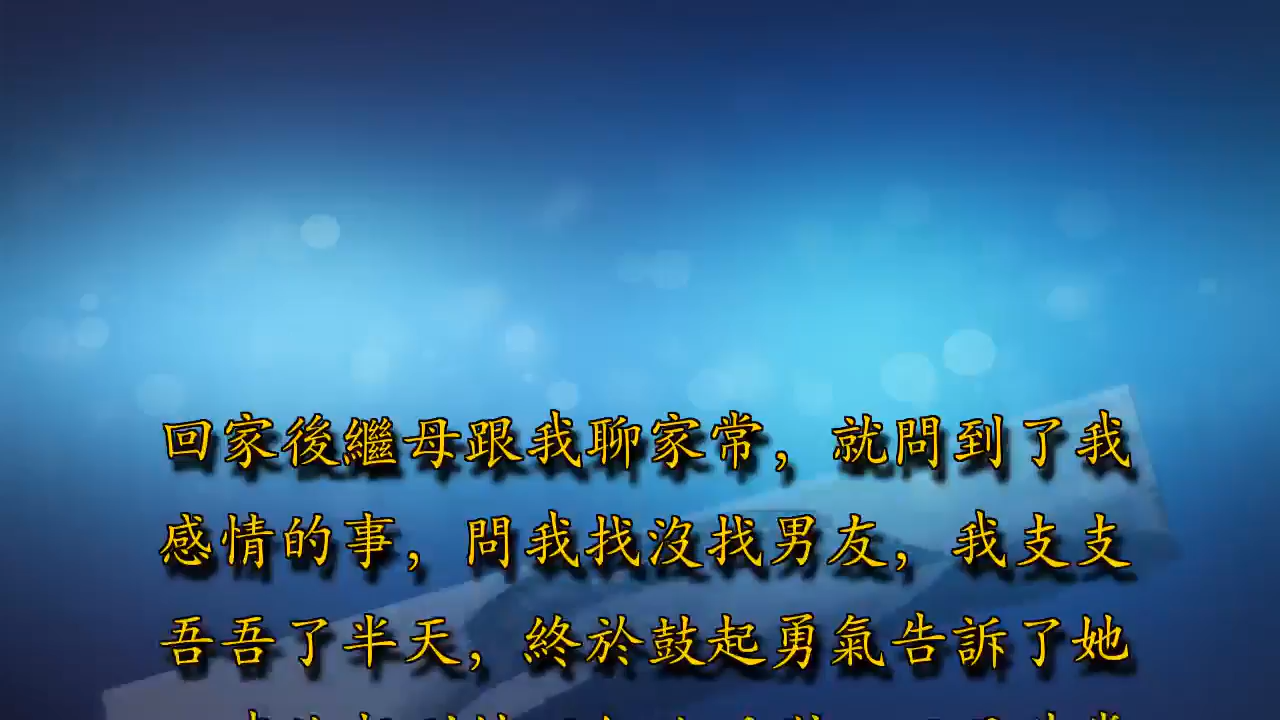 回家後繼母跟我聊家常，就問到了我
感情的事，問我找沒找男友，我支支
吾吾了半天，終於鼓起勇氣告訴了她